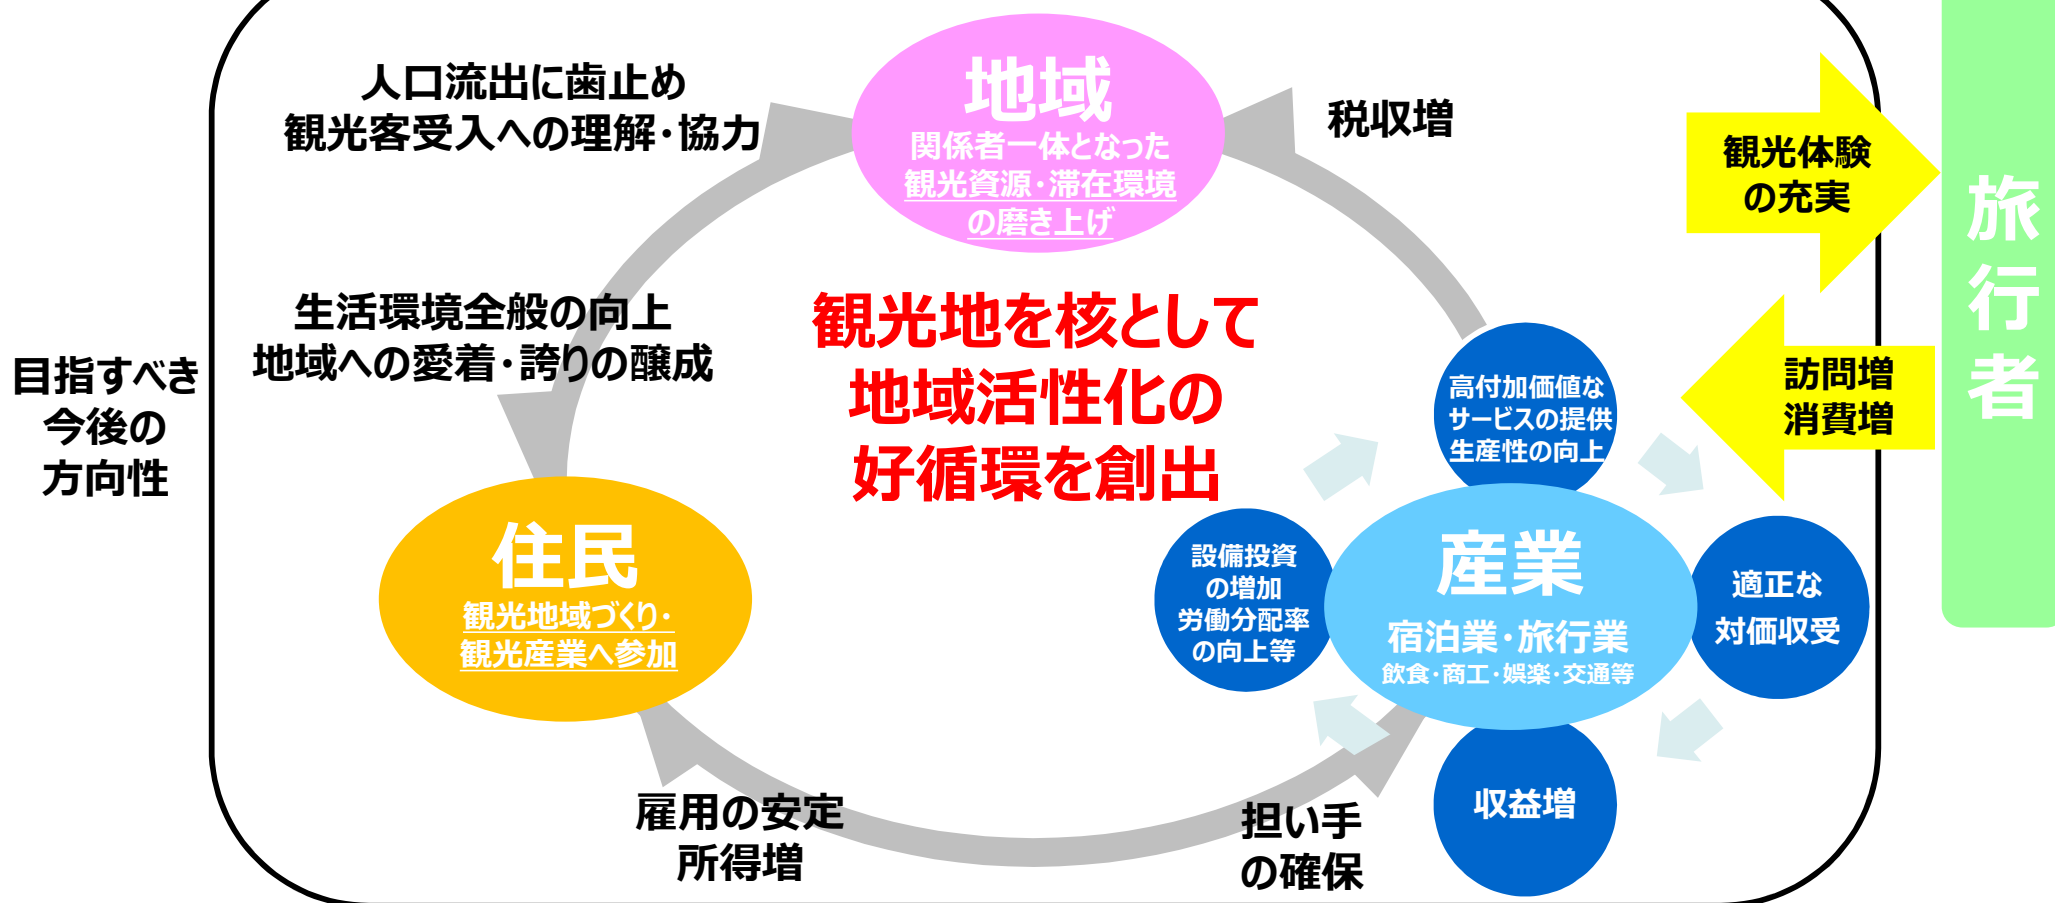 目指すべき
今後の
方向性
人口流出に歯止め
観光客受入への理解・協力
地域
関係者一体となった
観光資源・滞在環境
の磨き上げ
税収増
観光体験
の充実
旅行者
生活環境全般の向上
地域への愛着・誇りの醸成
観光地を核として
地域活性化の
好循環を創出
訪問増
消費増
高付加価値な
サービスの提供
生産性の向上
住民
観光地域づくり・
観光産業へ参加
設備投資
の増加
労働分配率
の向上等
産業
宿泊業・旅行業
飲食・商工・娯楽・交通等
適正な
対価収受
収益増
雇用の安定
所得増
担い手
の確保